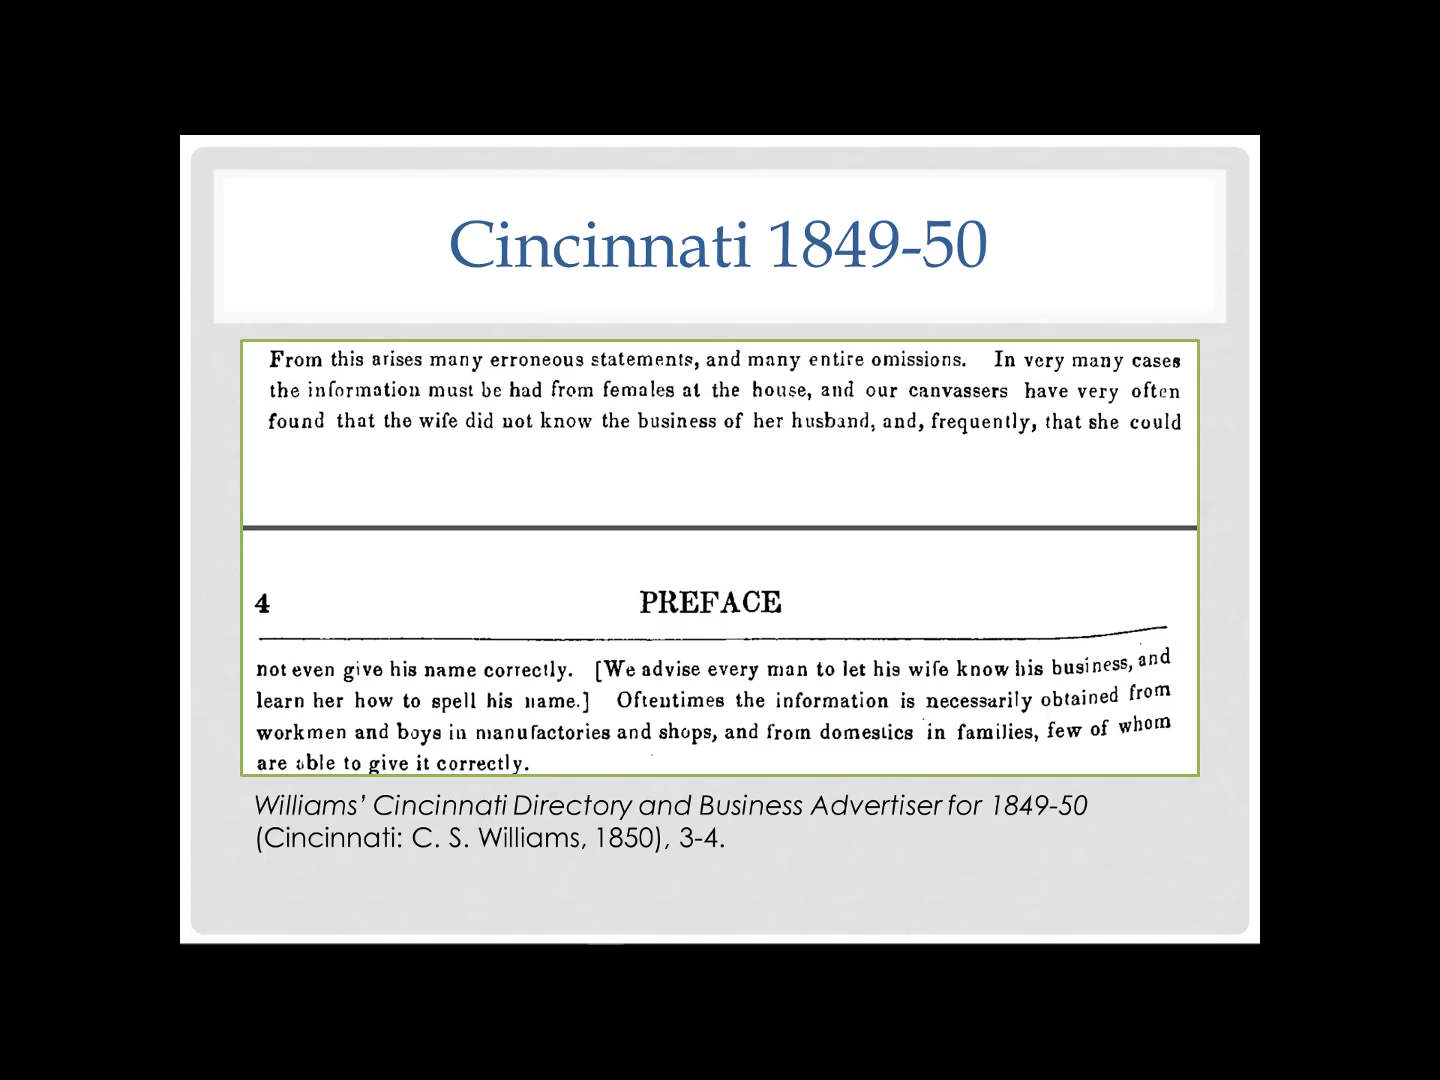 Cincinnati 1849-50
From this arises many erroneous statements, and many entire omissions. In very many cases
the information must be had from females at the house, and our canvassers have very often
found that the wife did not know the business of her husband, and, frequently, that she could
4 PREFACE
not even give his name correctly. [We advise every man to let his wife know his business, and
learn her how to spell his name.] Oftentimes the information is necessarily obtained from
workmen and boys in manufactories and shops, and from domestics in families, few of whom
are able to give it correctly.
Williams’ Cincinnati Directory and Business Advertiser for 1849-50
(Cincinnati: C. S. Williams, 1850), 3-4.